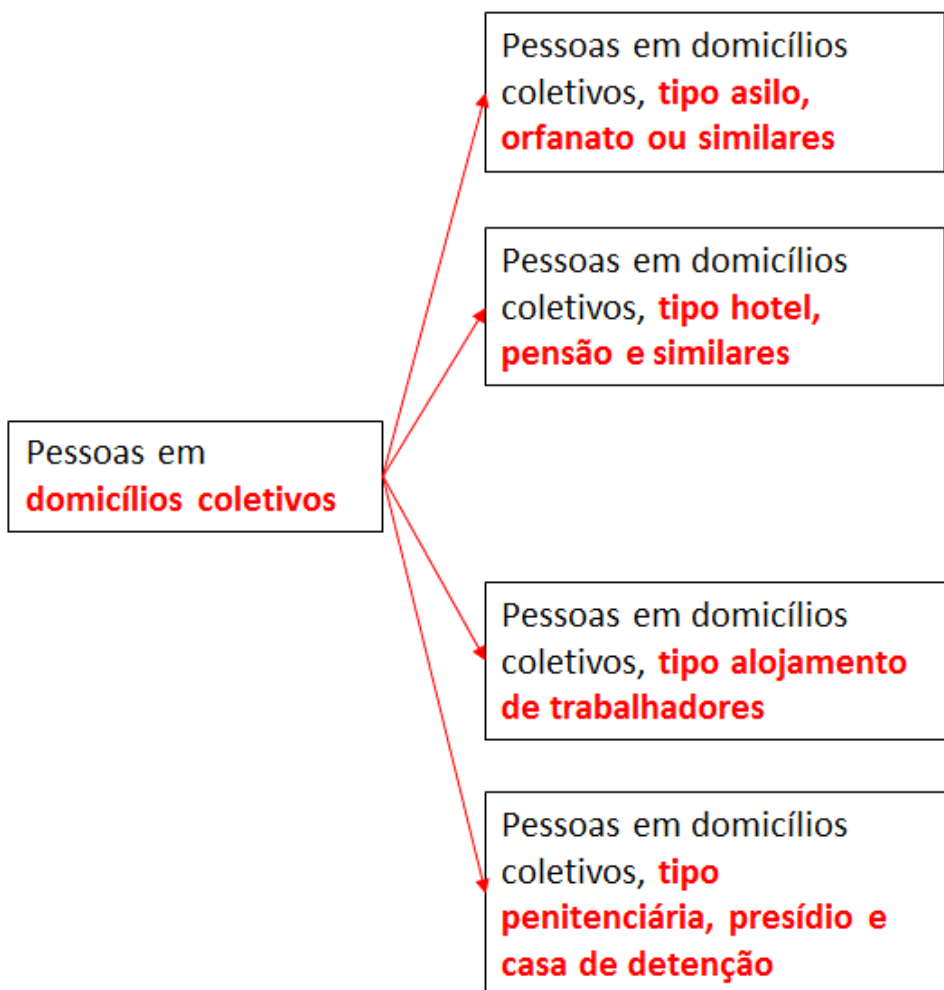 Pessoas em domicílios
coletivos, tipo asilo,
orfanato ou similares
Pessoas em domicílios
coletivos, tipo hotel,
pensão e similares
Pessoas em
domicílios coletivos
Pessoas em domicílios
coletivos, tipo alojamento
de trabalhadores
Pessoas em domicílios
coletivos, tipo
penitenciária, presídio e
casa de detenção